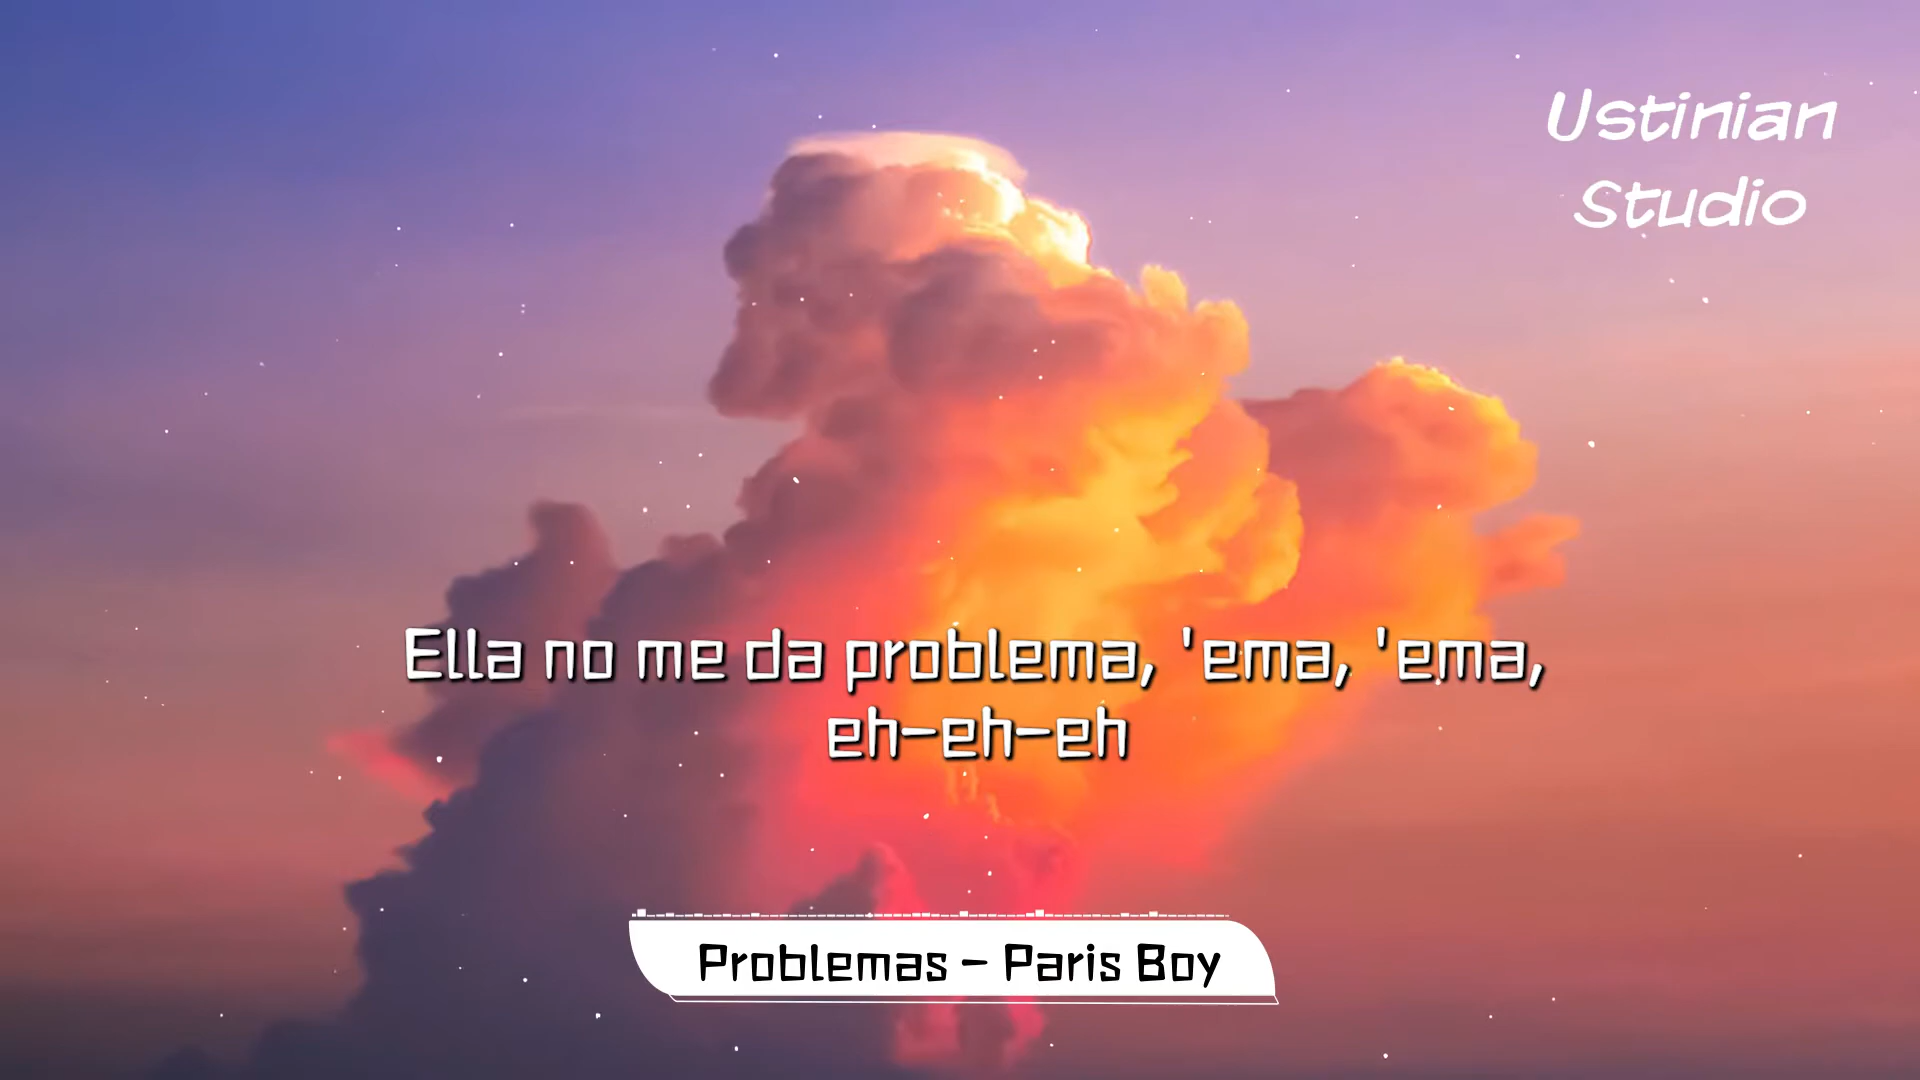 Ustinian
Studio
Ella no me da problema, 'ema, 'ema,
eh-eh-eh
Problemas - Paris Boy